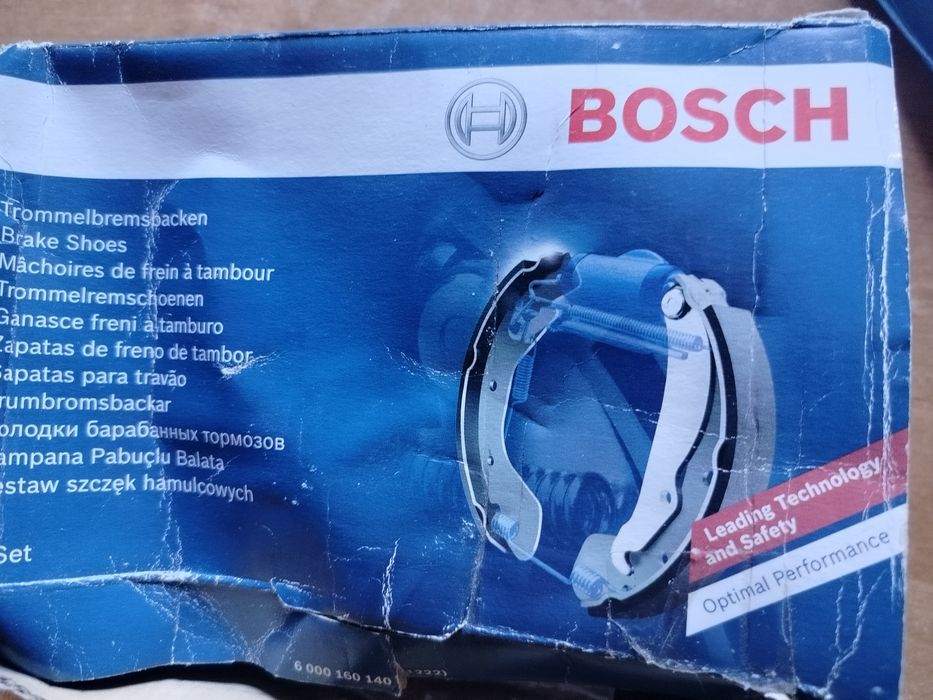 BOSCH
Trommelbremsbacken
Brake Shoes
Mâchoires de frein à tambour
Trommelremschoenen
Ganasce freni a tamburo
Zapatas de freno de tambor
Sapatas para travão
rumbromsbackar
олодки барабанных тормозов
ampana Pabuçlu Balata
estaw szczęk hamulcowych
Set
Leading Technology
and Safety
Optimal Performance
6 000 160 140